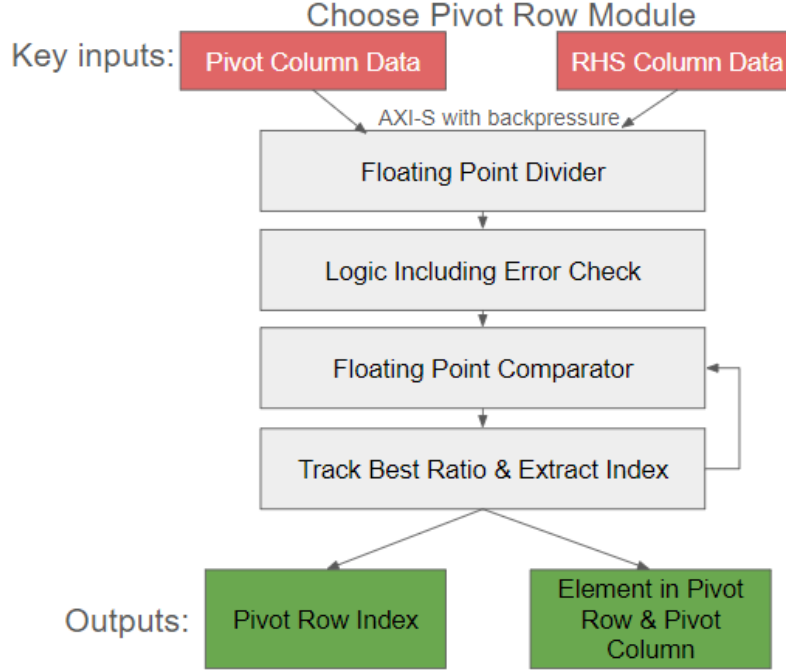 Choose Pivot Row Module
Key inputs:
Pivot Column Data
RHS Column Data
AXI-S with backpressure
Floating Point Divider
Logic Including Error Check
Floating Point Comparator
Track Best Ratio & Extract Index
Outputs:
Pivot Row Index
Element in Pivot
Row & Pivot
Column